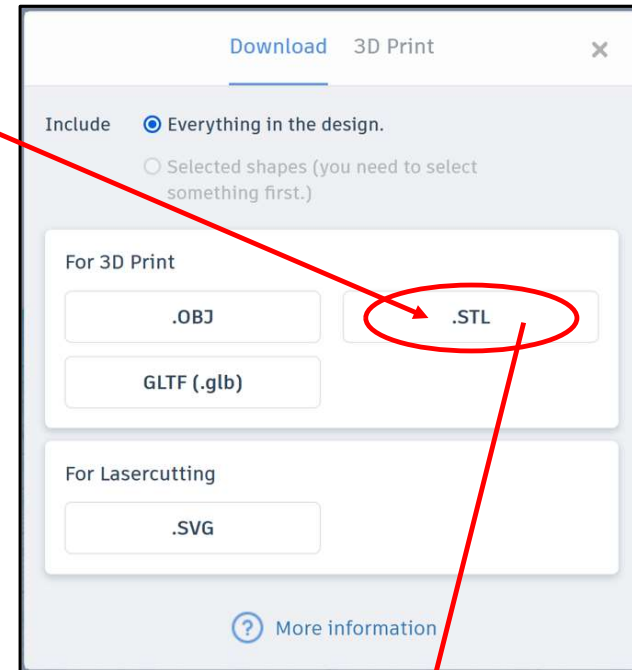 Download 3D Print ×
Include Everything in the design.
Selected shapes (you need to select
something first.)
For 3D Print
.OBJ .STL
GLTF (.glb)
For Lasercutting
.SVG
? More information